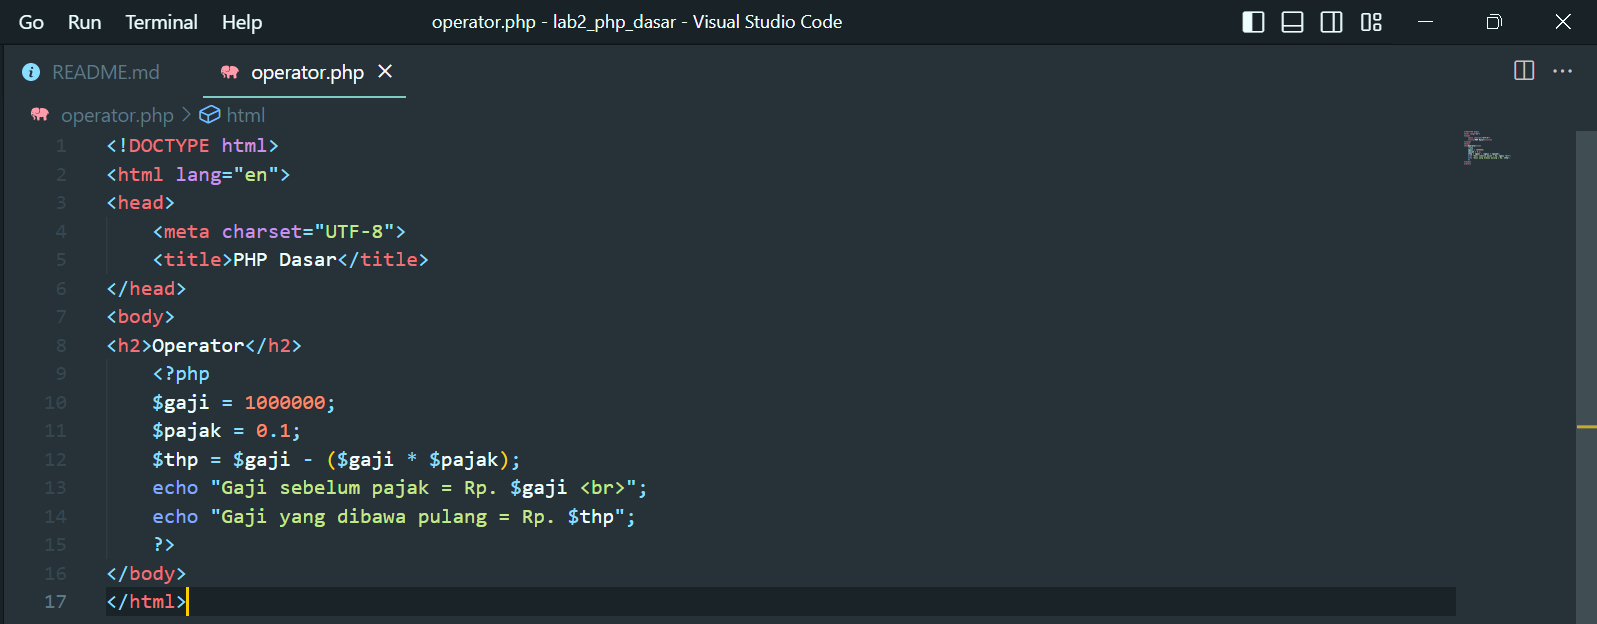 Go Run Terminal Help operator.php - lab2_php_dasar - Visual Studio Code
README.md operator.php
operator.php > html
1 <!DOCTYPE html>
2 <html lang="en">
3 <head>
4 <meta charset="UTF-8">
5 <title>PHP Dasar</title>
6 </head>
7 <body>
8 <h2>Operator</h2>
9 <?php
10 $gaji = 1000000;
11 $pajak = 0.1;
12 $thp = $gaji - ($gaji * $pajak);
13 echo "Gaji sebelum pajak = Rp. $gaji <br>";
14 echo "Gaji yang dibawa pulang = Rp. $thp";
15 ?>
16 </body>
17 </html>